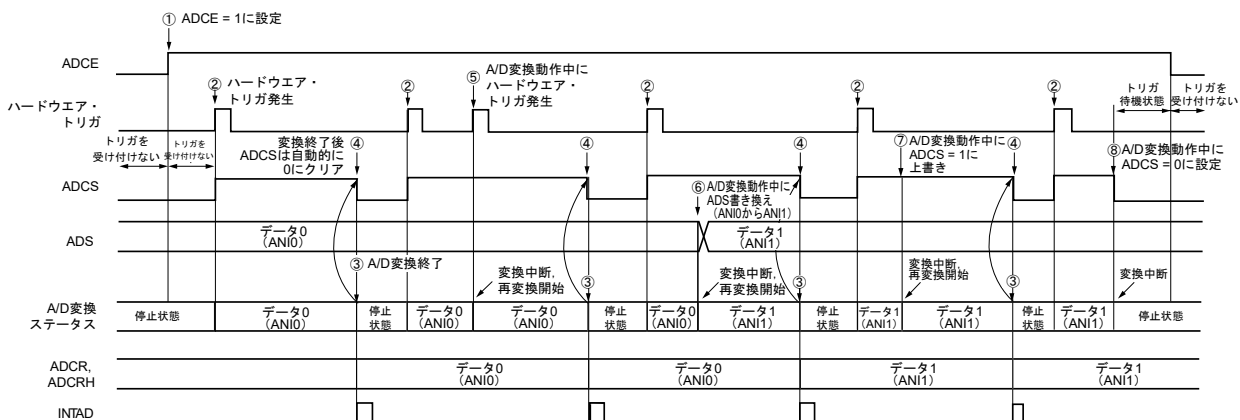 ① ADCE = 1に設定
ADCE
② ハードウエア・
トリガ発生
②
⑤ A/D変換動作中に
ハードウエア・
トリガ発生
②
②
②
トリガ
待機状態
トリガを
受け付けない
ハードウエア・
トリガ
トリガを
受け付けない
トリガを
受け付けない
変換終了後
ADCSは自動的に
0にクリア
④
④
④
⑦ A/D変換動作中に
ADCS = 1に
上書き
④
⑧ A/D変換動作中に
ADCS = 0に設定
ADCS
⑥ A/D変換動作中に
ADS書き換え
(ANI0からANI1)
ADS
データ0
(ANI0)
データ1
(ANI1)
③ A/D変換終了
変換中断,
再変換開始
③
変換中断,
再変換開始
③
変換中断,
再変換開始
③
変換中断
A/D変換
ステータス
停止状態
データ0
(ANI0)
停止
状態
データ0
(ANI0)
データ0
(ANI0)
停止
状態
データ0
(ANI0)
データ1
(ANI1)
停止
状態
データ1
(ANI1)
データ1
(ANI1)
停止
状態
データ1
(ANI1)
停止状態
ADCR,
ADCRH
データ0
(ANI0)
データ0
(ANI0)
データ1
(ANI1)
データ1
(ANI1)
INTAD